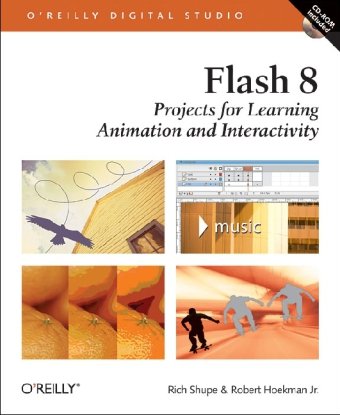 O'REILLY DIGITAL STUDIO
CD-ROM
Included
Flash 8
Projects for Learning
Animation and Interactivity
music
O'REILLY®
Rich Shupe & Robert Hoekman Jr.